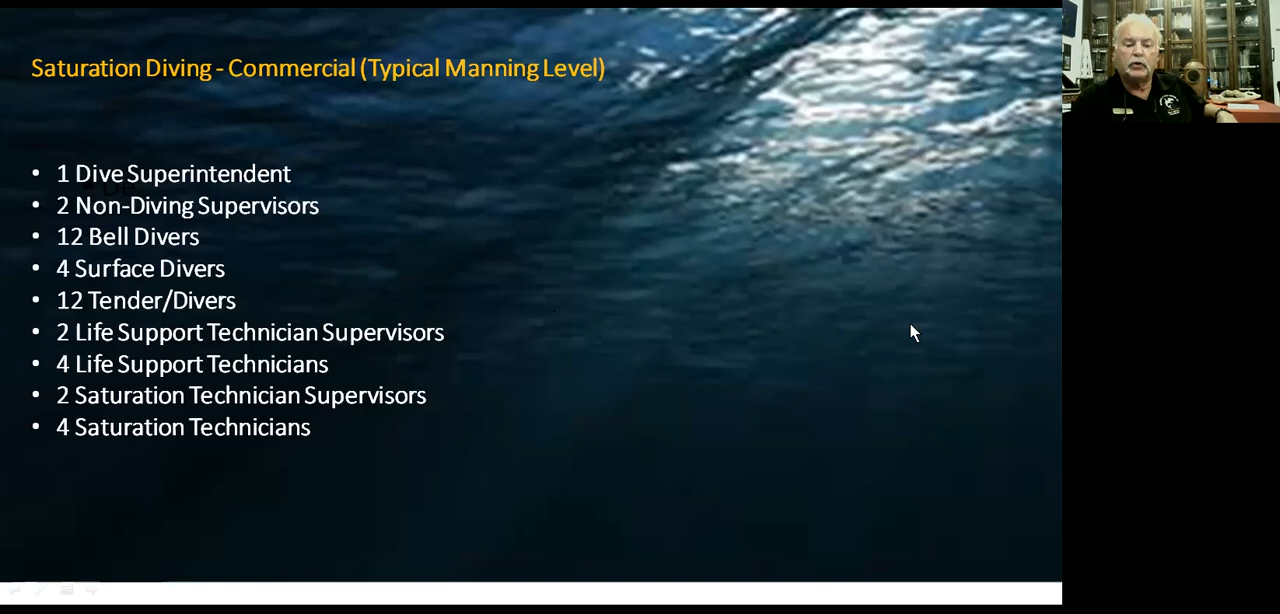 Saturation Diving - Commercial (Typical Manning Level)
• 1 Dive Superintendent
• 2 Non-Diving Supervisors
• 12 Bell Divers
• 4 Surface Divers
• 12 Tender/Divers
• 2 Life Support Technician Supervisors
• 4 Life Support Technicians
• 2 Saturation Technician Supervisors
• 4 Saturation Technicians